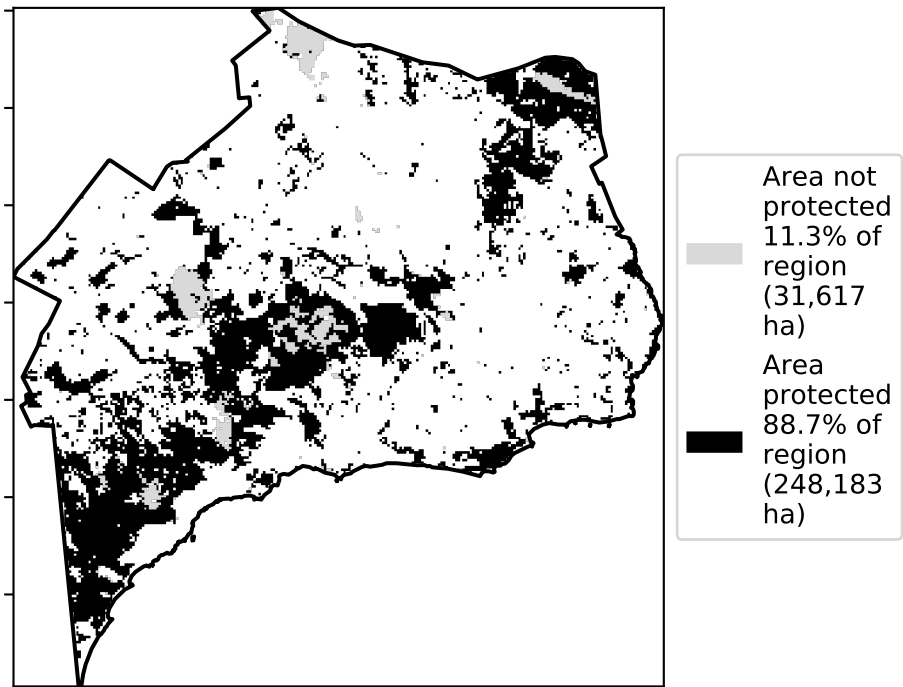 Area not
protected
11.3% of
region
(31,617
ha)
Area
protected
88.7% of
region
(248,183
ha)